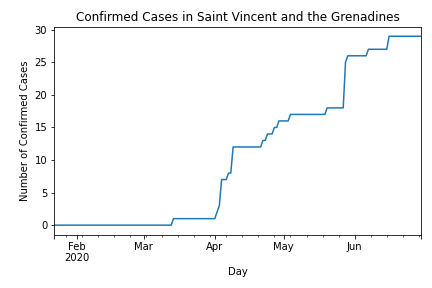 Confirmed Cases in Saint Vincent and the Grenadines
Number of Confirmed Cases
30
25
20
15
10
5
0
Feb Mar Apr May Jun
2020
Day